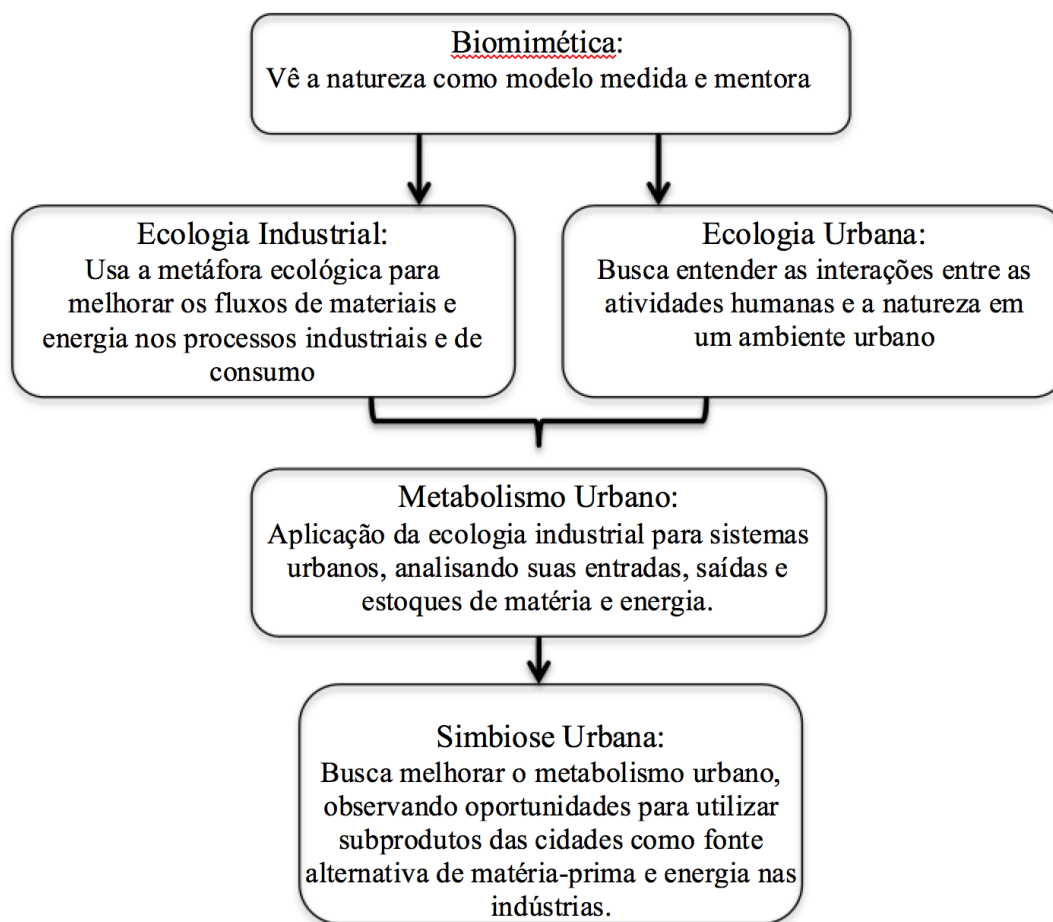 Biomimética:
Vê a natureza como modelo medida e mentora
Ecologia Industrial:
Usa a metáfora ecológica para
melhorar os fluxos de materiais e
energia nos processos industriais e de
consumo
Ecologia Urbana:
Busca entender as interações entre as
atividades humanas e a natureza em
um ambiente urbano
Metabolismo Urbano:
Aplicação da ecologia industrial para sistemas
urbanos, analisando suas entradas, saídas e
estoques de matéria e energia.
Simbiose Urbana:
Busca melhorar o metabolismo urbano,
observando oportunidades para utilizar
subprodutos das cidades como fonte
alternativa de matéria-prima e energia nas
indústrias.